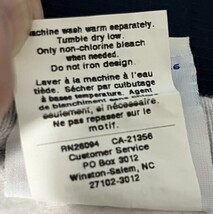 achine wash warm separately.
Tumble dry low.
Only non-chlorine bleach
when needed.
Do not iron design.
Laver à la machine à l'eau
tiède. Sécher par culbutage
à basse température. Agent
de blanchiment
seulement, si nécessaire.
Ne pas repasser sur le
motif.
RN26094 CA-21356
Customer Service
PO Box 3012
Winston-Salem, NC
27102-3012